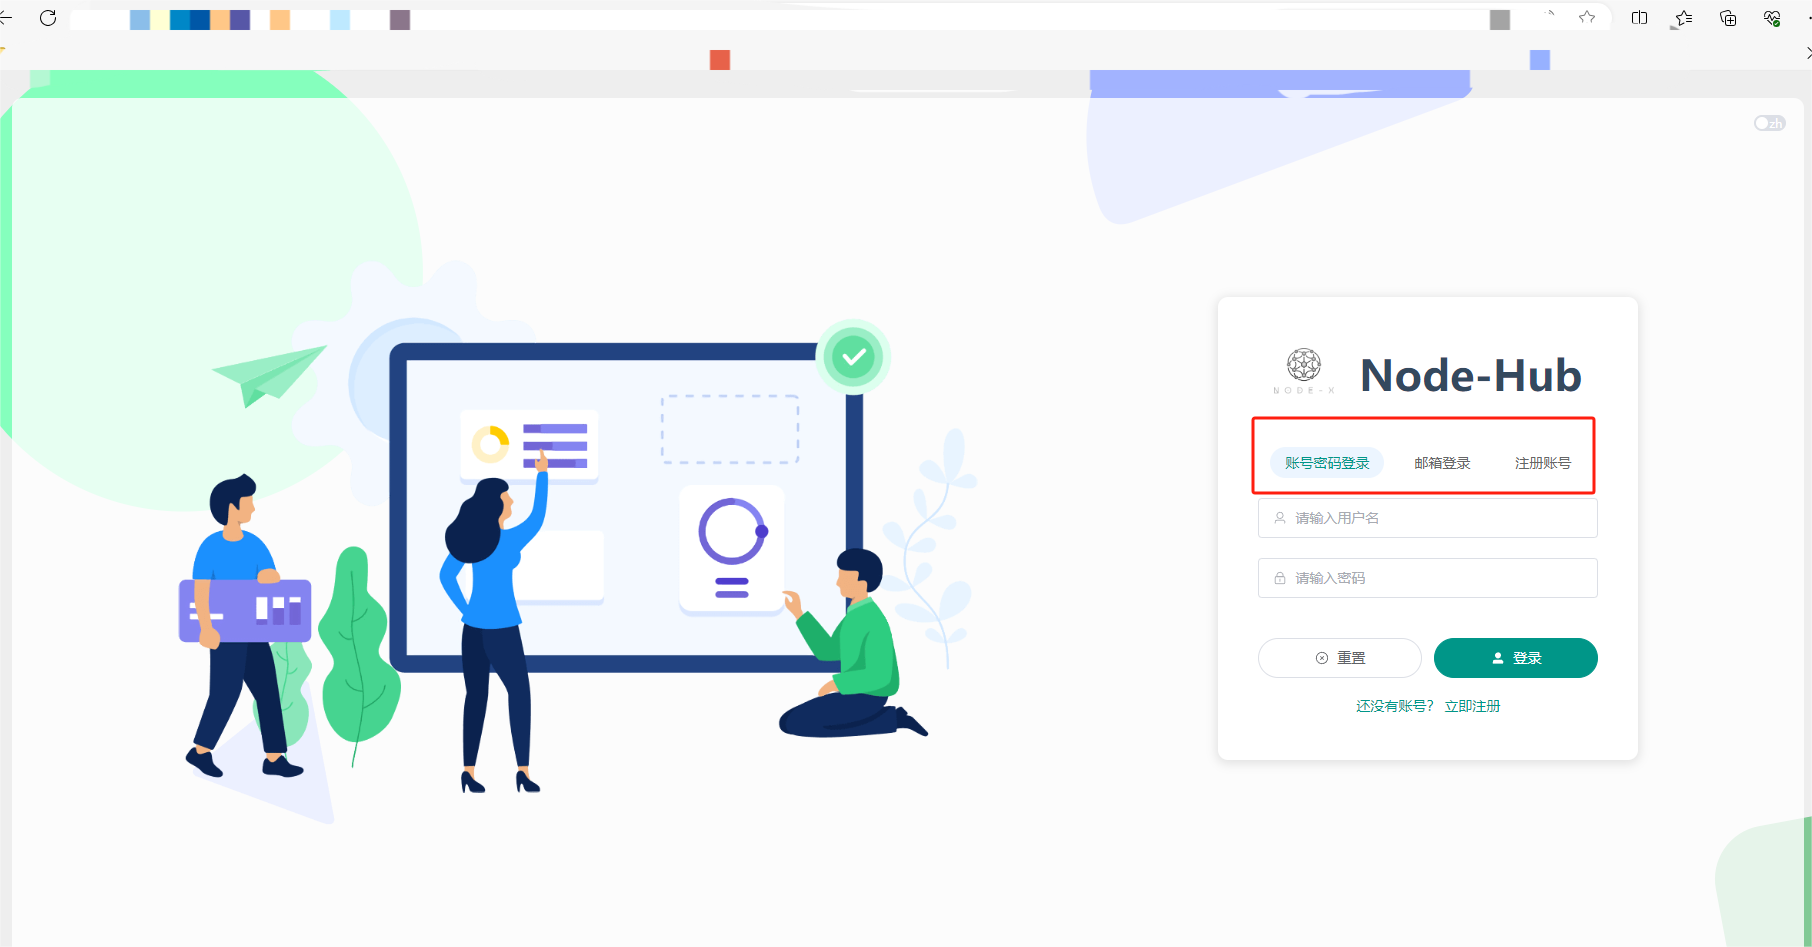 zh
NODE-X
Node-Hub
账号密码登录 邮箱登录 注册账号
请输入用户名
请输入密码
重置 登录
还没有账号? 立即注册